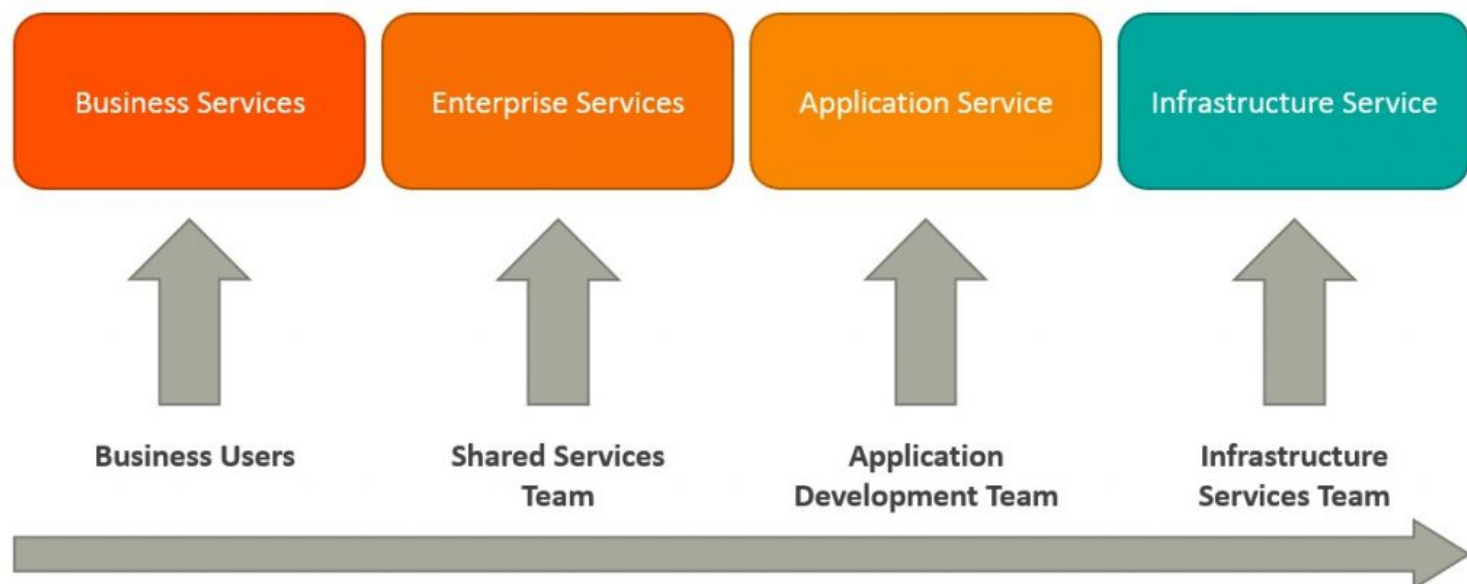 Business Services
Enterprise Services
Application Service
Infrastructure Service
Business Users
Shared Services
Team
Application
Development Team
Infrastructure
Services Team